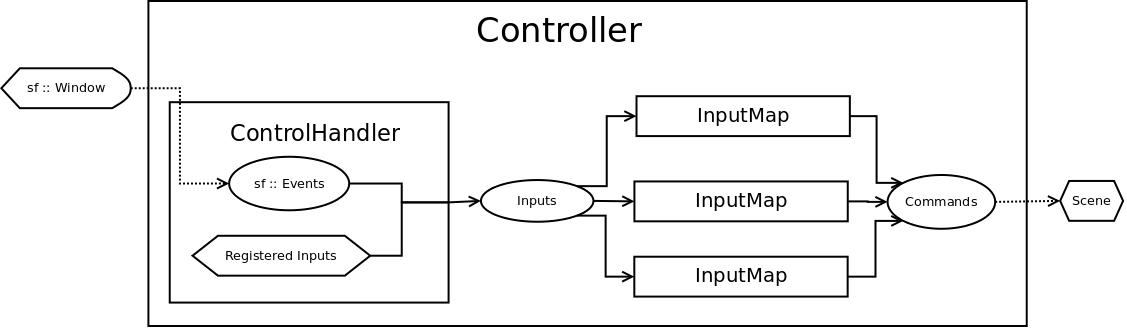 Controller
sf :: Window
ControlHandler
sf :: Events
Registered Inputs
Inputs
InputMap
InputMap
InputMap
Commands
Scene